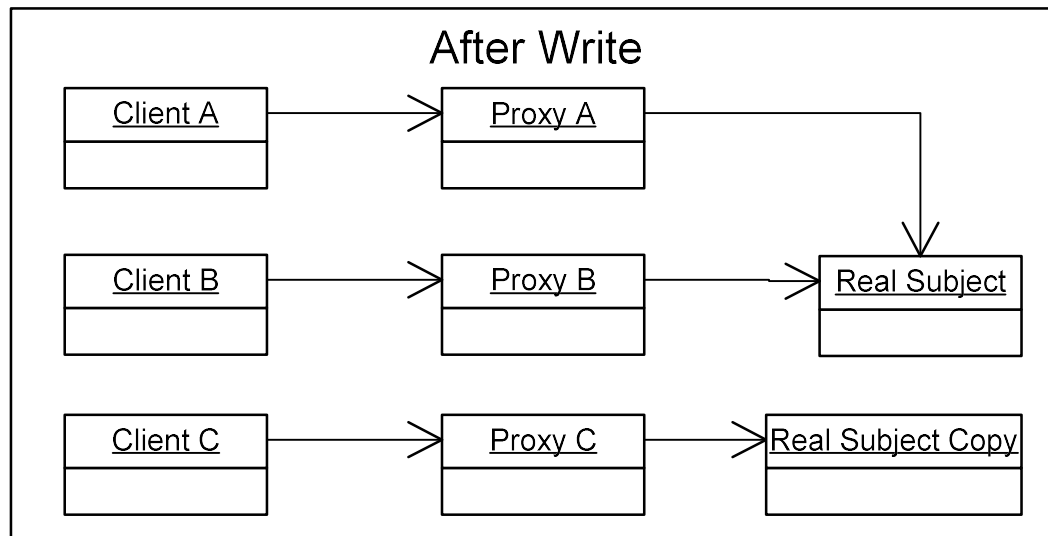 After Write
Client A
Proxy A
Client B
Proxy B
Real Subject
Client C
Proxy C
Real Subject Copy